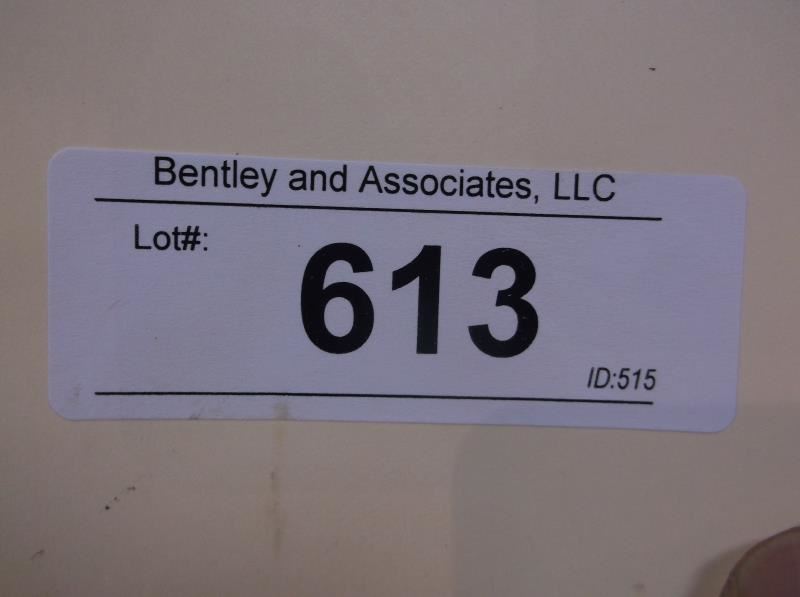 Bentley and Associates, LLC
Lot#:
613
ID:515